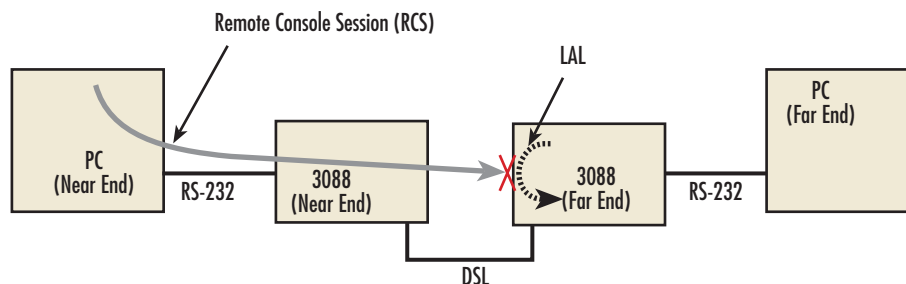 Remote Console Session (RCS)
LAL
PC
(Near End)
RS-232
3088
(Near End)
DSL
3088
(Far End)
RS-232
PC
(Far End)